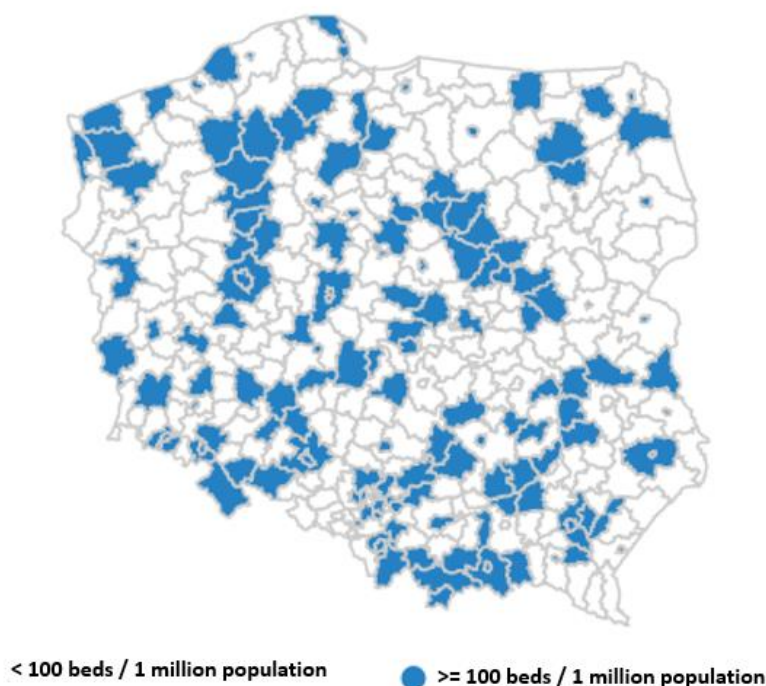 < 100 beds / 1 million population
>= 100 beds / 1 million population